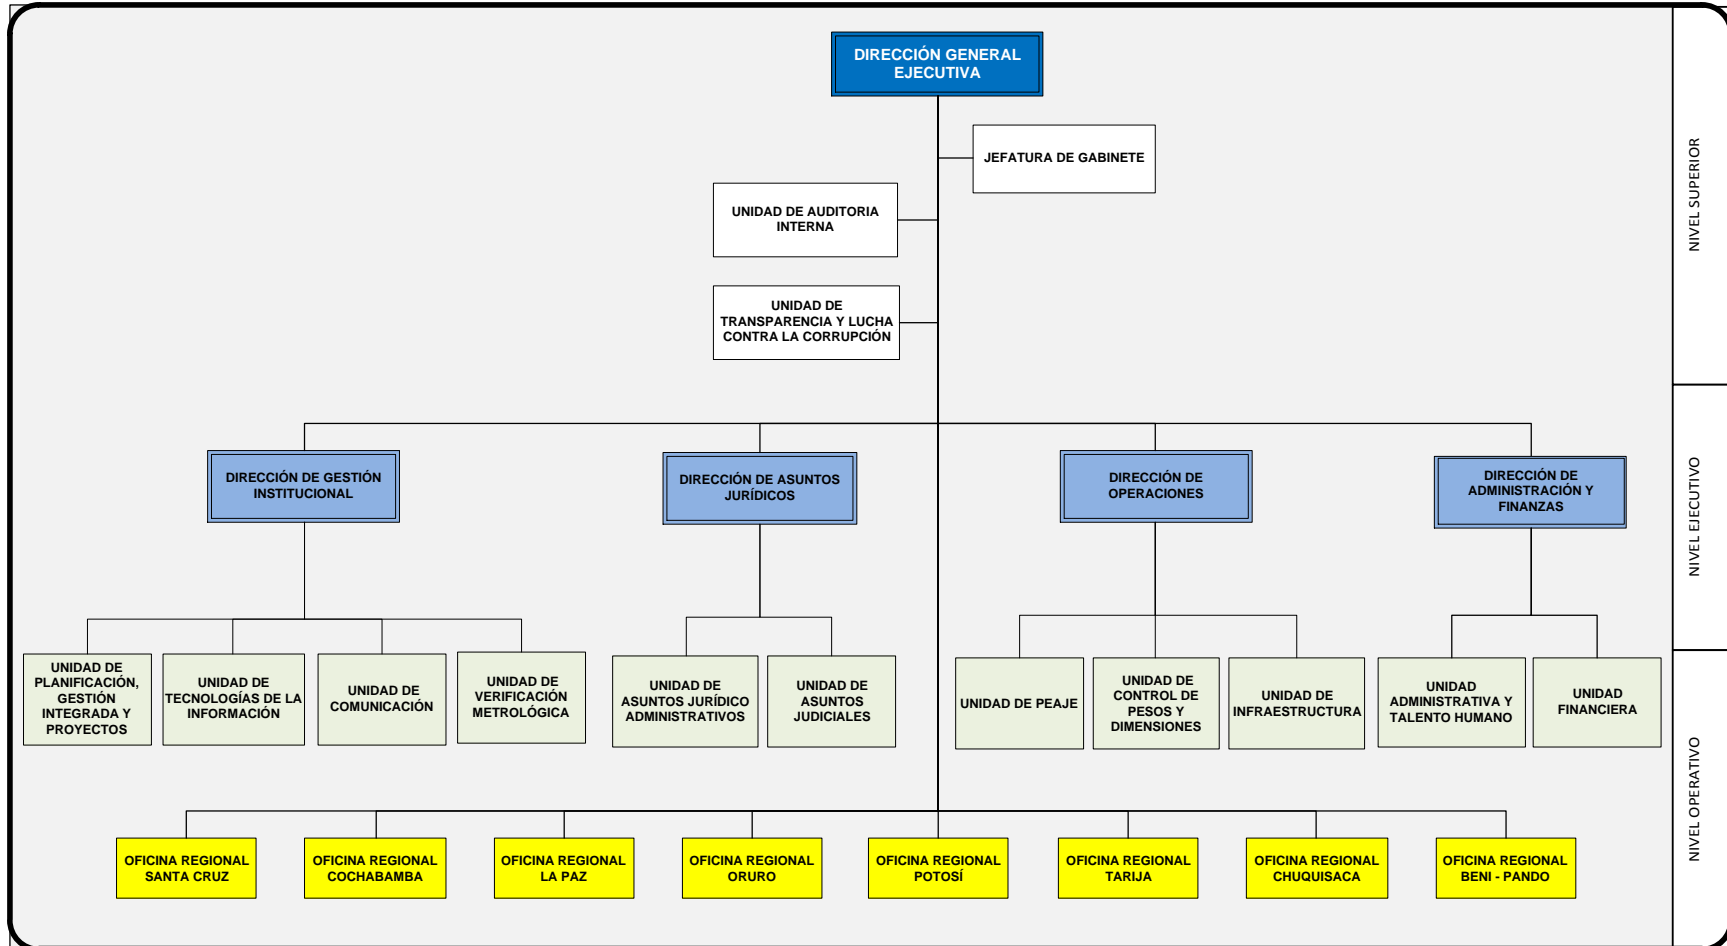 DIRECCIÓN GENERAL
EJECUTIVA
JEFATURA DE GABINETE
UNIDAD DE AUDITORIA
INTERNA
UNIDAD DE
TRANSPARENCIA Y LUCHA
CONTRA LA CORRUPCIÓN
NIVEL SUPERIOR
DIRECCIÓN DE GESTIÓN
INSTITUCIONAL
DIRECCIÓN DE ASUNTOS
JURÍDICOS
DIRECCIÓN DE
OPERACIONES
DIRECCIÓN DE
ADMINISTRACIÓN Y
FINANZAS
NIVEL EJECUTIVO
UNIDAD DE
PLANIFICACIÓN,
GESTIÓN
INTEGRADA Y
PROYECTOS
UNIDAD DE
TECNOLOGÍAS DE LA
INFORMACIÓN
UNIDAD DE
COMUNICACIÓN
UNIDAD DE
VERIFICACIÓN
METROLÓGICA
UNIDAD DE
ASUNTOS JURÍDICO
ADMINISTRATIVOS
UNIDAD DE
ASUNTOS
JUDICIALES
UNIDAD DE PEAJE
UNIDAD DE
CONTROL DE
PESOS Y
DIMENSIONES
UNIDAD DE
INFRAESTRUCTURA
UNIDAD
ADMINISTRATIVA Y
TALENTO HUMANO
UNIDAD
FINANCIERA
NIVEL OPERATIVO
OFICINA REGIONAL
SANTA CRUZ
OFICINA REGIONAL
COCHABAMBA
OFICINA REGIONAL
LA PAZ
OFICINA REGIONAL
ORURO
OFICINA REGIONAL
POTOSÍ
OFICINA REGIONAL
TARIJA
OFICINA REGIONAL
CHUQUISACA
OFICINA REGIONAL
BENI - PANDO